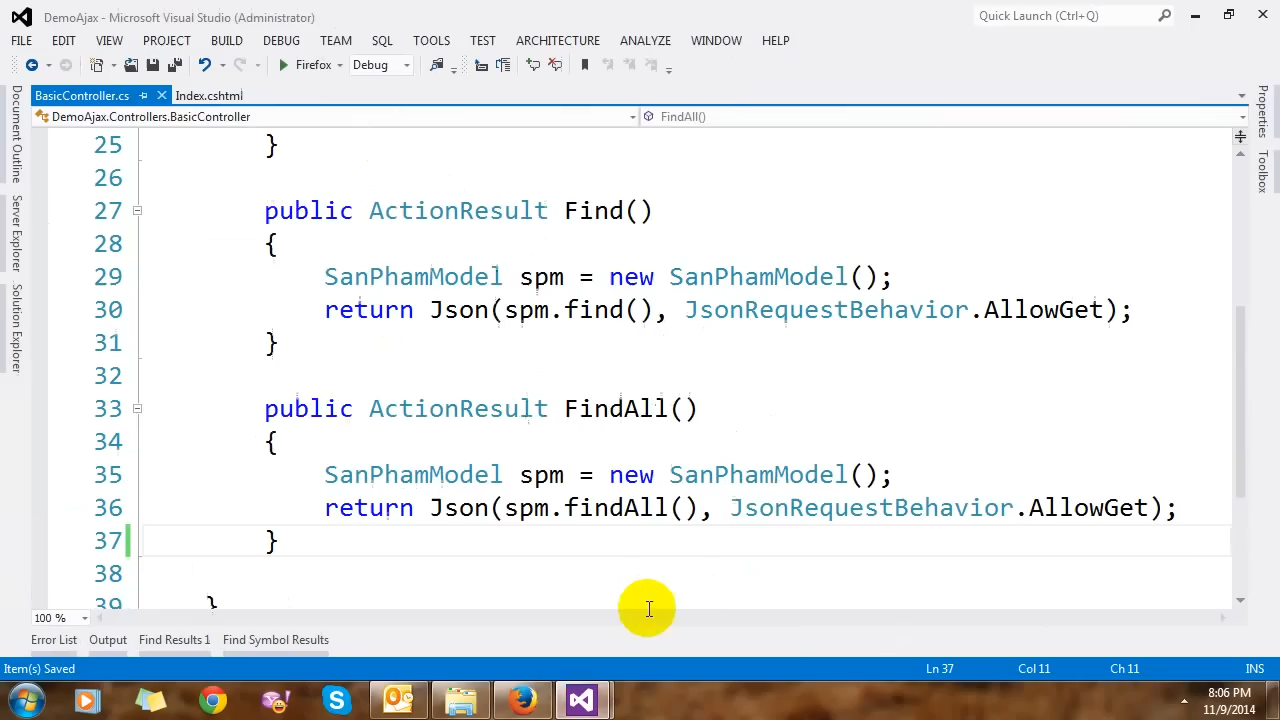 DemoAjax - Microsoft Visual Studio (Administrator)
Quick Launch (Ctrl+Q)
FILE EDIT VIEW PROJECT BUILD DEBUG TEAM SQL TOOLS TEST ARCHITECTURE ANALYZE WINDOW HELP
Firefox Debug
BasicController.cs Index.cshtml
DemoAjax.Controllers.BasicController FindAll()
Document Outline
Server Explorer
Solution Explorer
Properties
Toolbox
25 }
26
27 public ActionResult Find()
28 {
29 SanPhamModel spm = new SanPhamModel();
30 return Json(spm.find(), JsonRequestBehavior.AllowGet);
31 }
32
33 public ActionResult FindAll()
34 {
35 SanPhamModel spm = new SanPhamModel();
36 return Json(spm.findAll(), JsonRequestBehavior.AllowGet);
37 }
38
39 }
100 %
Error List Output Find Results 1 Find Symbol Results
Item(s) Saved Ln 37 Col 11 Ch 11 INS
8:06 PM
11/9/2014